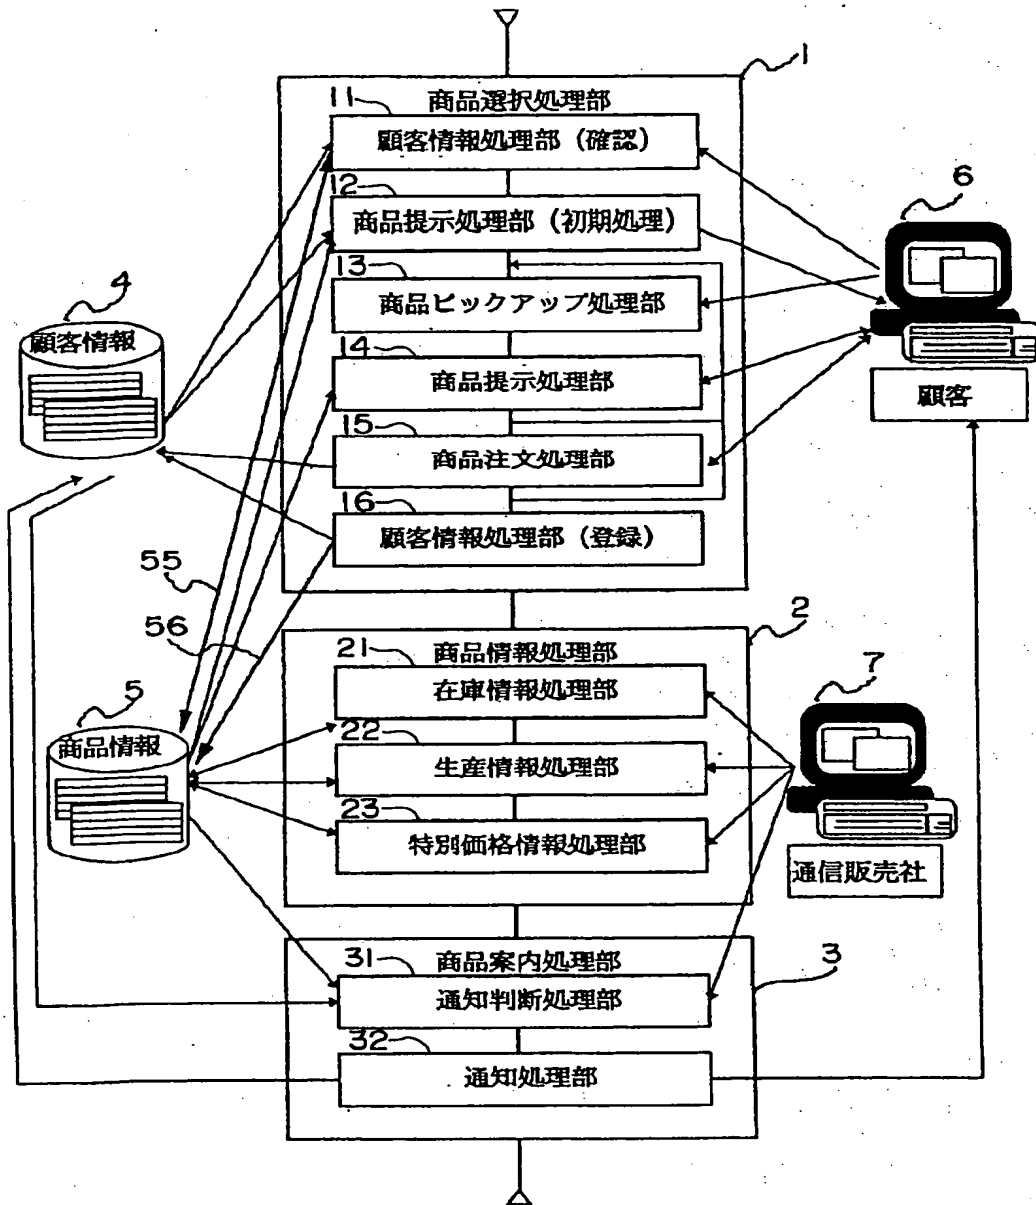 1
商品選択処理部
11
顧客情報処理部（確認）
12
商品提示処理部（初期処理）
13
商品ピックアップ処理部
14
商品提示処理部
15
商品注文処理部
16
顧客情報処理部（登録）
4
顧客情報
6
顧客
55
56
2
商品情報処理部
21
在庫情報処理部
22
生産情報処理部
23
特別価格情報処理部
5
商品情報
7
通信販売社
3
商品案内処理部
31
通知判断処理部
32
通知処理部